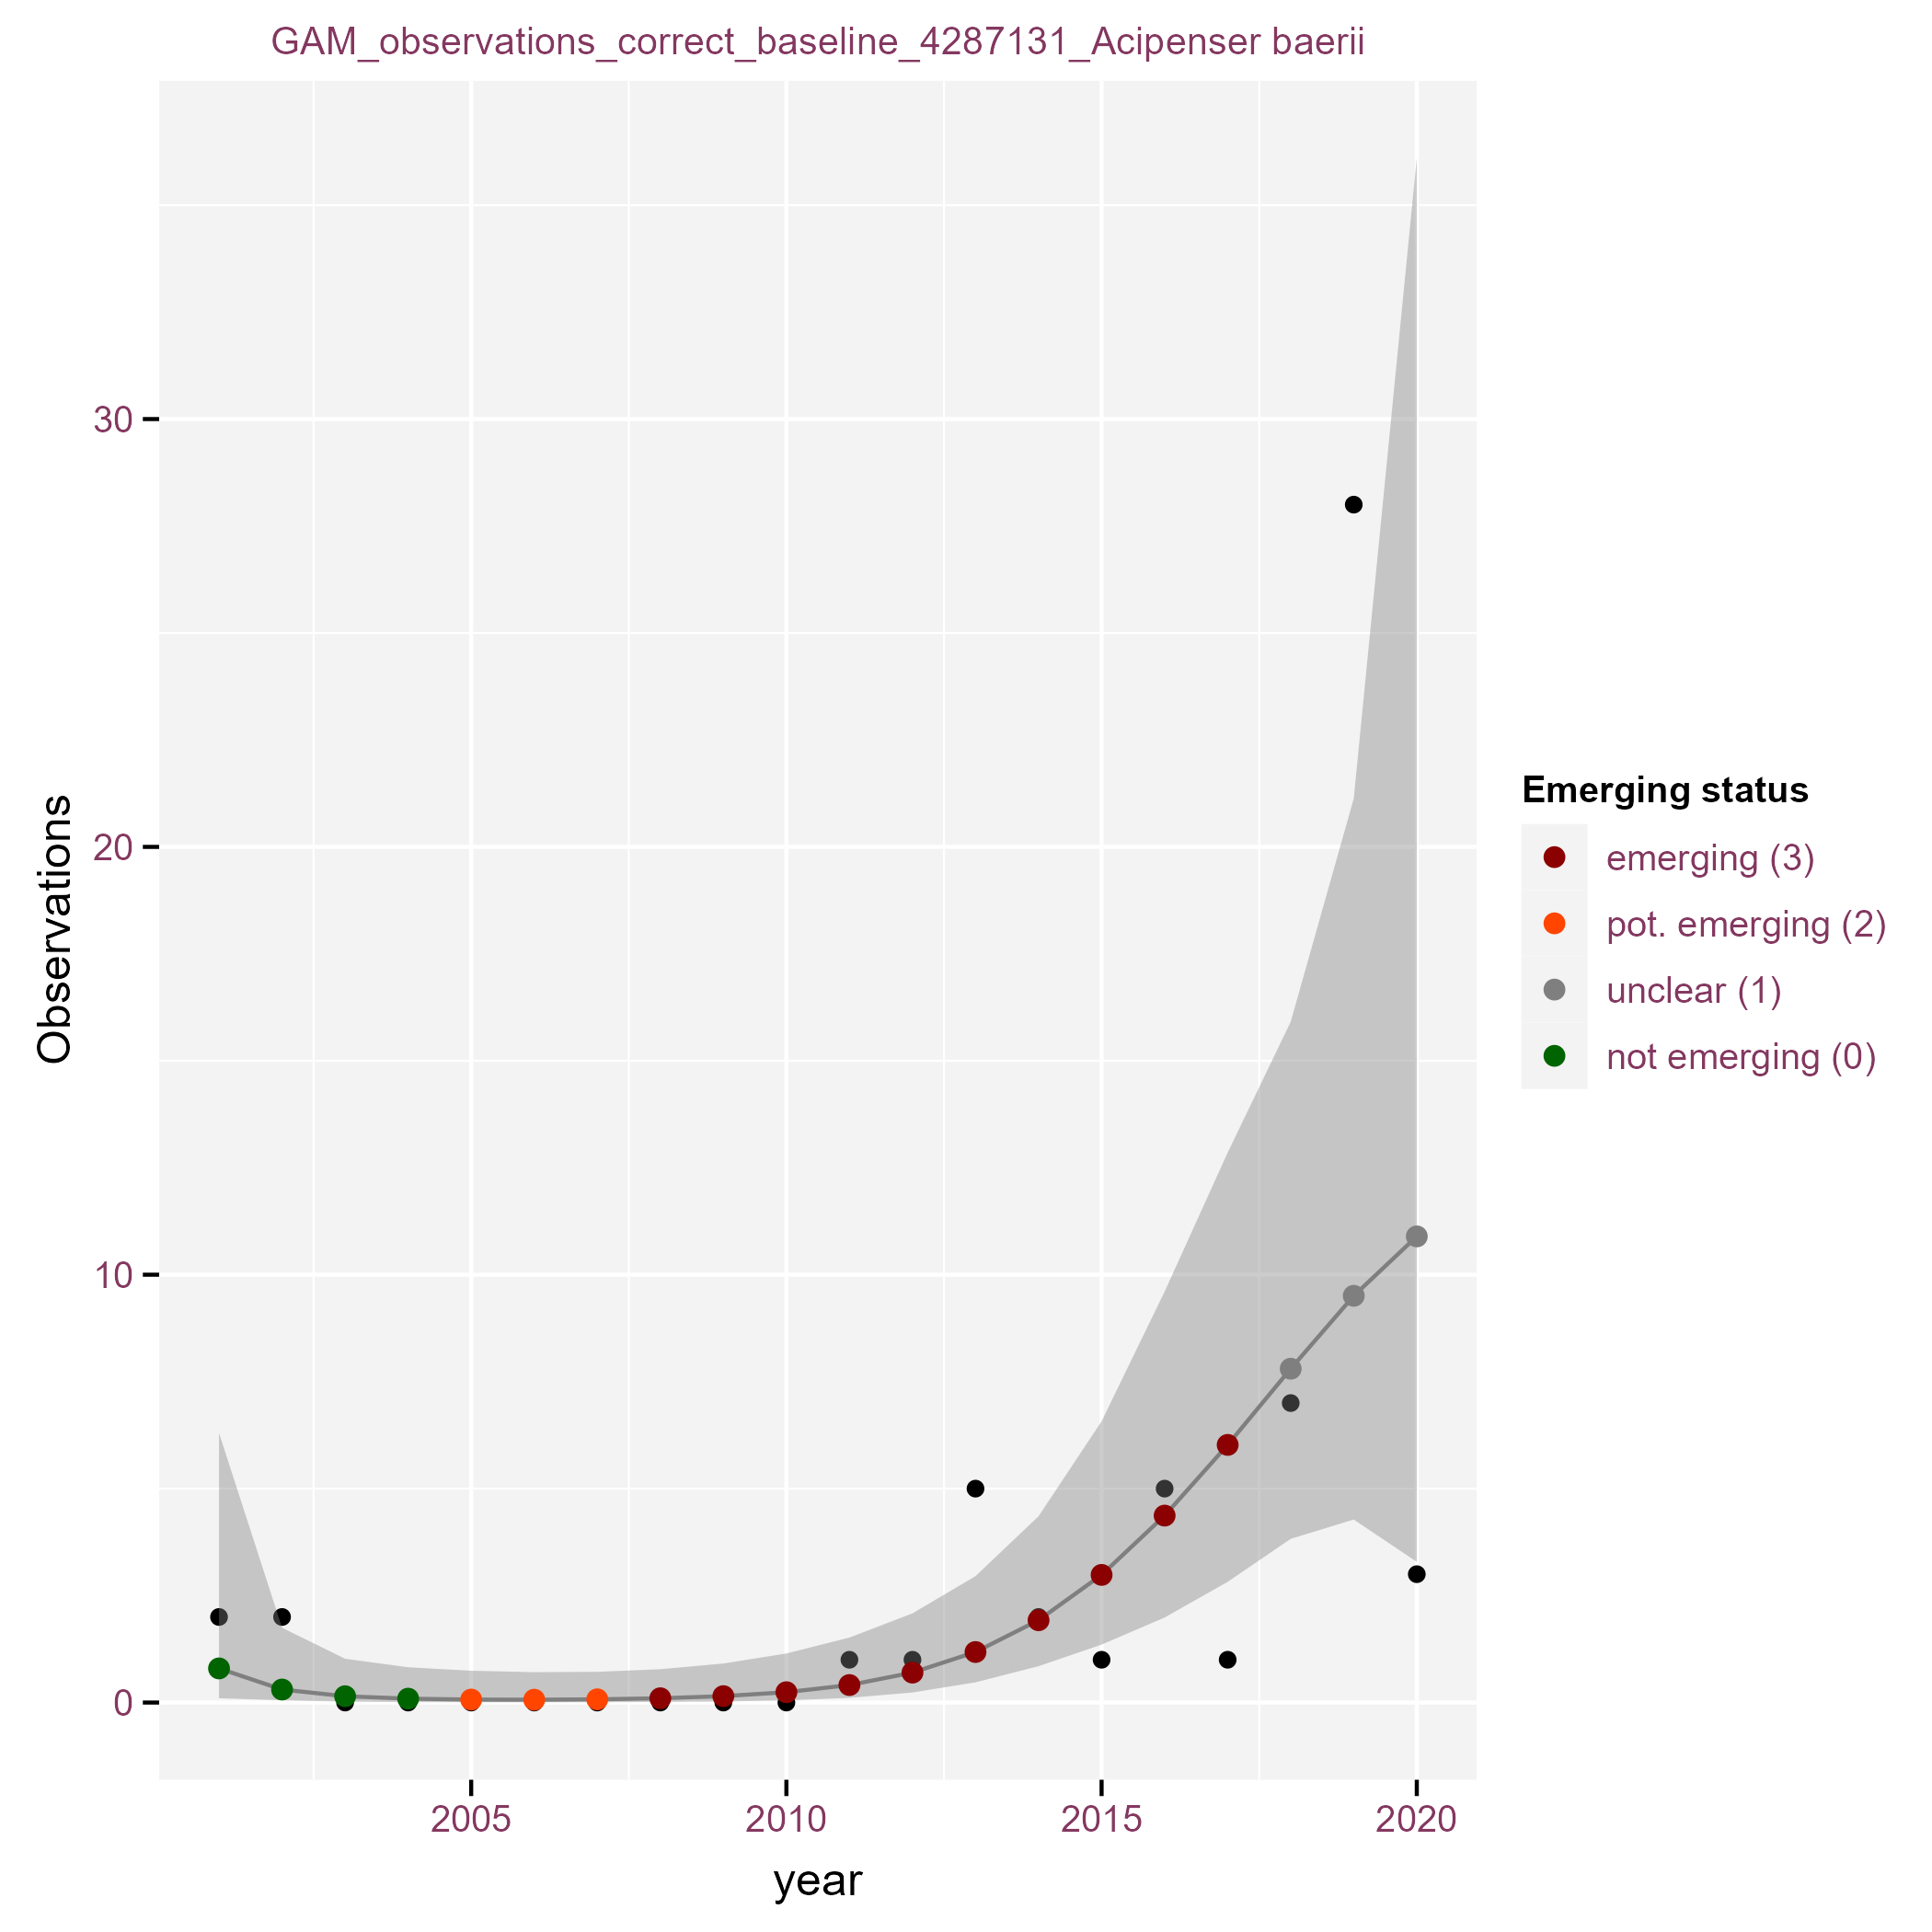 GAM_observations_correct_baseline_4287131_Acipenser baerii
Observations
30
20
10
0
2005
2010
2015
2020
year
Emerging status
emerging (3)
pot. emerging (2)
unclear (1)
not emerging (0)